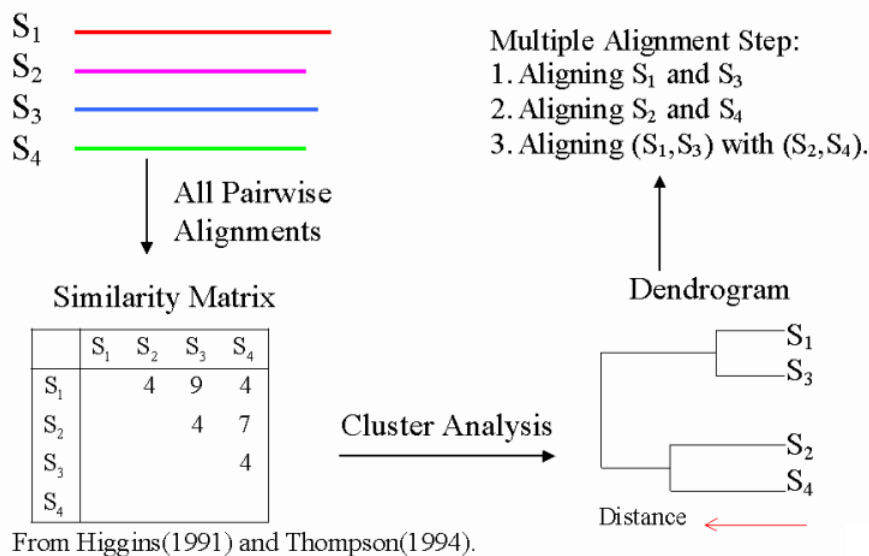 S₁
S₂
S₃
S₄
All Pairwise
Alignments
Similarity Matrix
S₁ S₂ S₃ S₄
S₁ 4 9 4
S₂ 4 7
S₃ 4
S₄
From Higgins(1991) and Thompson(1994).
Cluster Analysis
Multiple Alignment Step:
1. Aligning S₁ and S₃
2. Aligning S₂ and S₄
3. Aligning (S₁,S₃) with (S₂,S₄).
Dendrogram
S₁
S₃
S₂
S₄
Distance